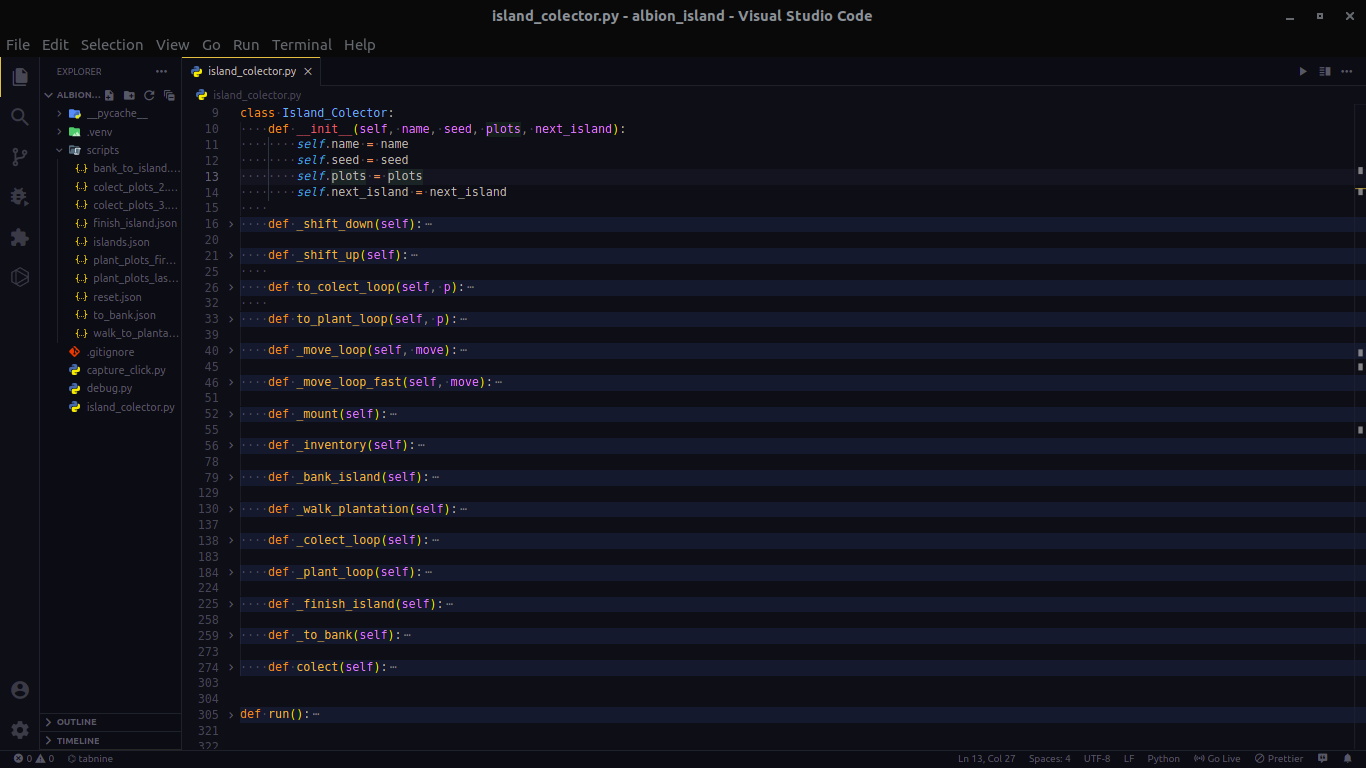 island_colector.py - albion_island - Visual Studio Code
File Edit Selection View Go Run Terminal Help
EXPLORER
ALBION...
__pycache__
.venv
scripts
bank_to_island....
colect_plots_2....
colect_plots_3....
finish_island.json
islands.json
plant_plots_fir...
plant_plots_las...
reset.json
to_bank.json
walk_to_planta...
.gitignore
capture_click.py
debug.py
island_colector.py
OUTLINE
TIMELINE
island_colector.py
island_colector.py
9 class Island_Colector:
10 def __init__(self, name, seed, plots, next_island):
11 self.name = name
12 self.seed = seed
13 self.plots = plots
14 self.next_island = next_island
15
16 def _shift_down(self):
20
21 def _shift_up(self):
25
26 def to_colect_loop(self, p):
32
33 def to_plant_loop(self, p):
39
40 def _move_loop(self, move):
45
46 def _move_loop_fast(self, move):
51
52 def _mount(self):
55
56 def _inventory(self):
78
79 def _bank_island(self):
129
130 def _walk_plantation(self):
137
138 def _colect_loop(self):
183
184 def _plant_loop(self):
224
225 def _finish_island(self):
258
259 def _to_bank(self):
273
274 def colect(self):
303
304
305 def run():
321
322
0 0 tabnine Ln 13, Col 27 Spaces: 4 UTF-8 LF Python Go Live Prettier